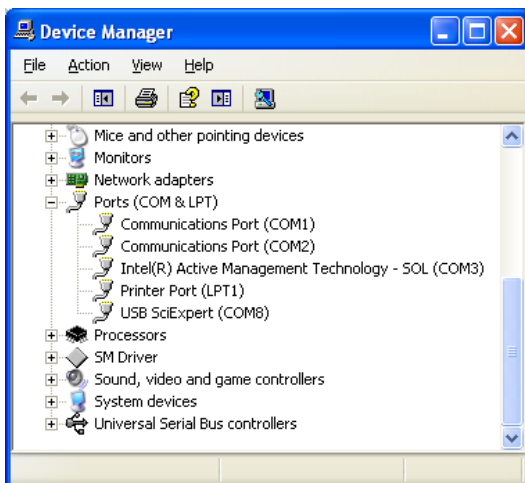 Device Manager
File Action View Help
Mice and other pointing devices
Monitors
Network adapters
Ports (COM & LPT)
Communications Port (COM1)
Communications Port (COM2)
Intel(R) Active Management Technology - SOL (COM3)
Printer Port (LPT1)
USB SciExpert (COM8)
Processors
SM Driver
Sound, video and game controllers
System devices
Universal Serial Bus controllers